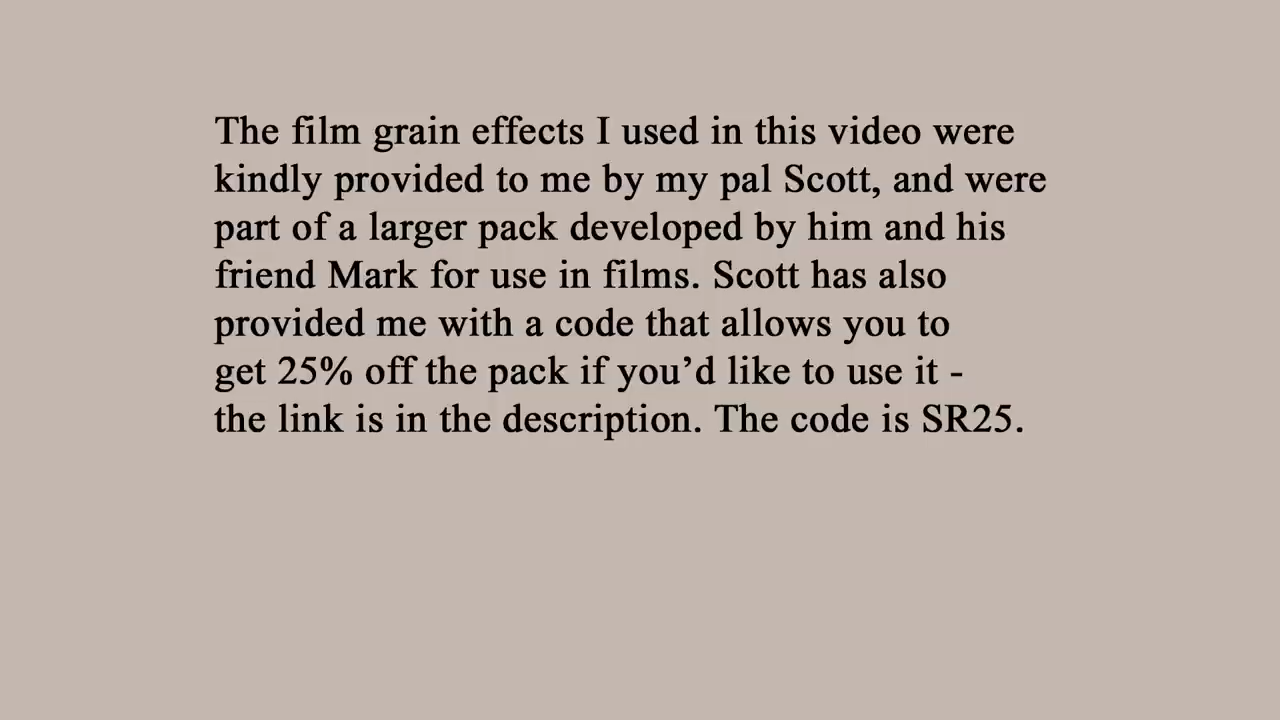 The film grain effects I used in this video were
kindly provided to me by my pal Scott, and were
part of a larger pack developed by him and his
friend Mark for use in films. Scott has also
provided me with a code that allows you to
get 25% off the pack if you’d like to use it -
the link is in the description. The code is SR25.